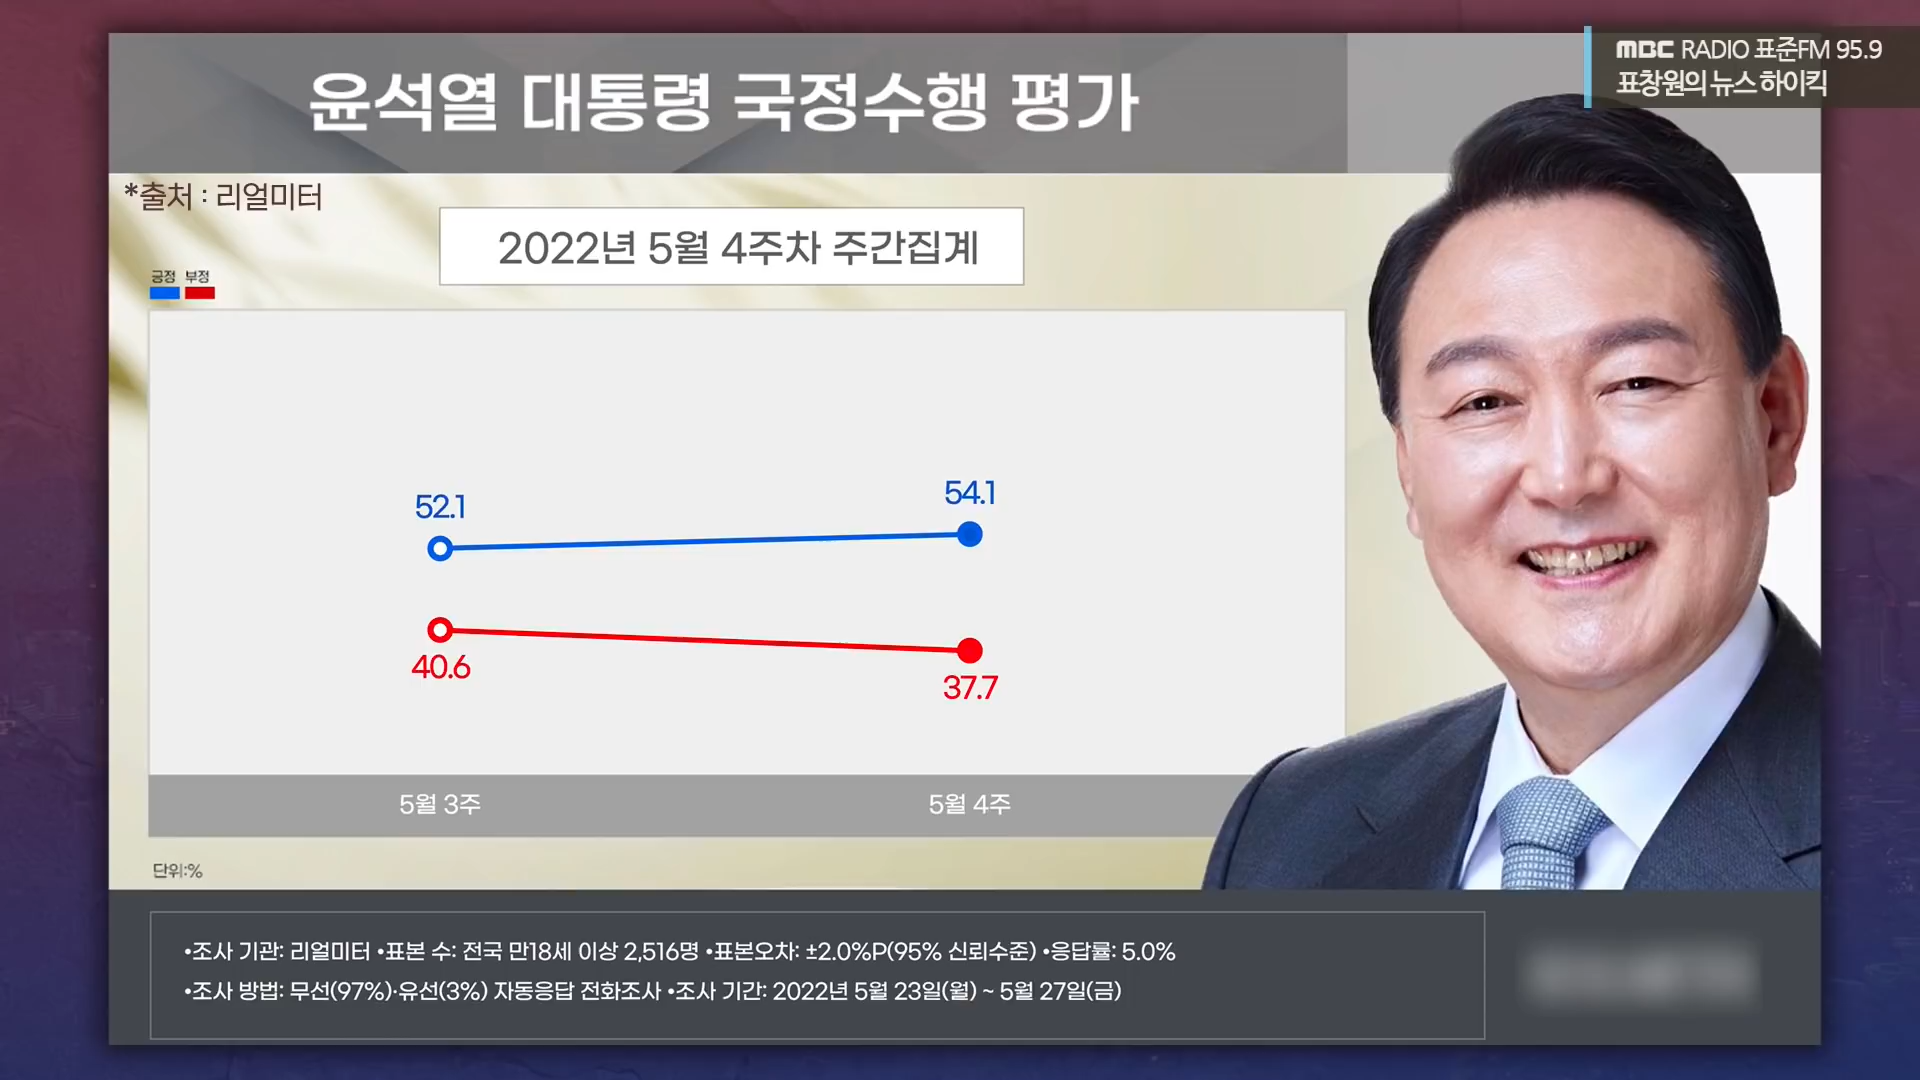 MBC RADIO 표준FM 95.9
표창원의 뉴스 하이킥
윤석열 대통령 국정수행 평가
*출처 : 리얼미터
2022년 5월 4주차 주간집계
긍정 부정
52.1
54.1
40.6
37.7
5월 3주
5월 4주
단위:%
•조사 기관: 리얼미터 •표본 수: 전국 만18세 이상 2,516명 •표본오차: ±2.0%P(95% 신뢰수준) •응답률: 5.0%
•조사 방법: 무선(97%)·유선(3%) 자동응답 전화조사 •조사 기간: 2022년 5월 23일(월) ~ 5월 27일(금)